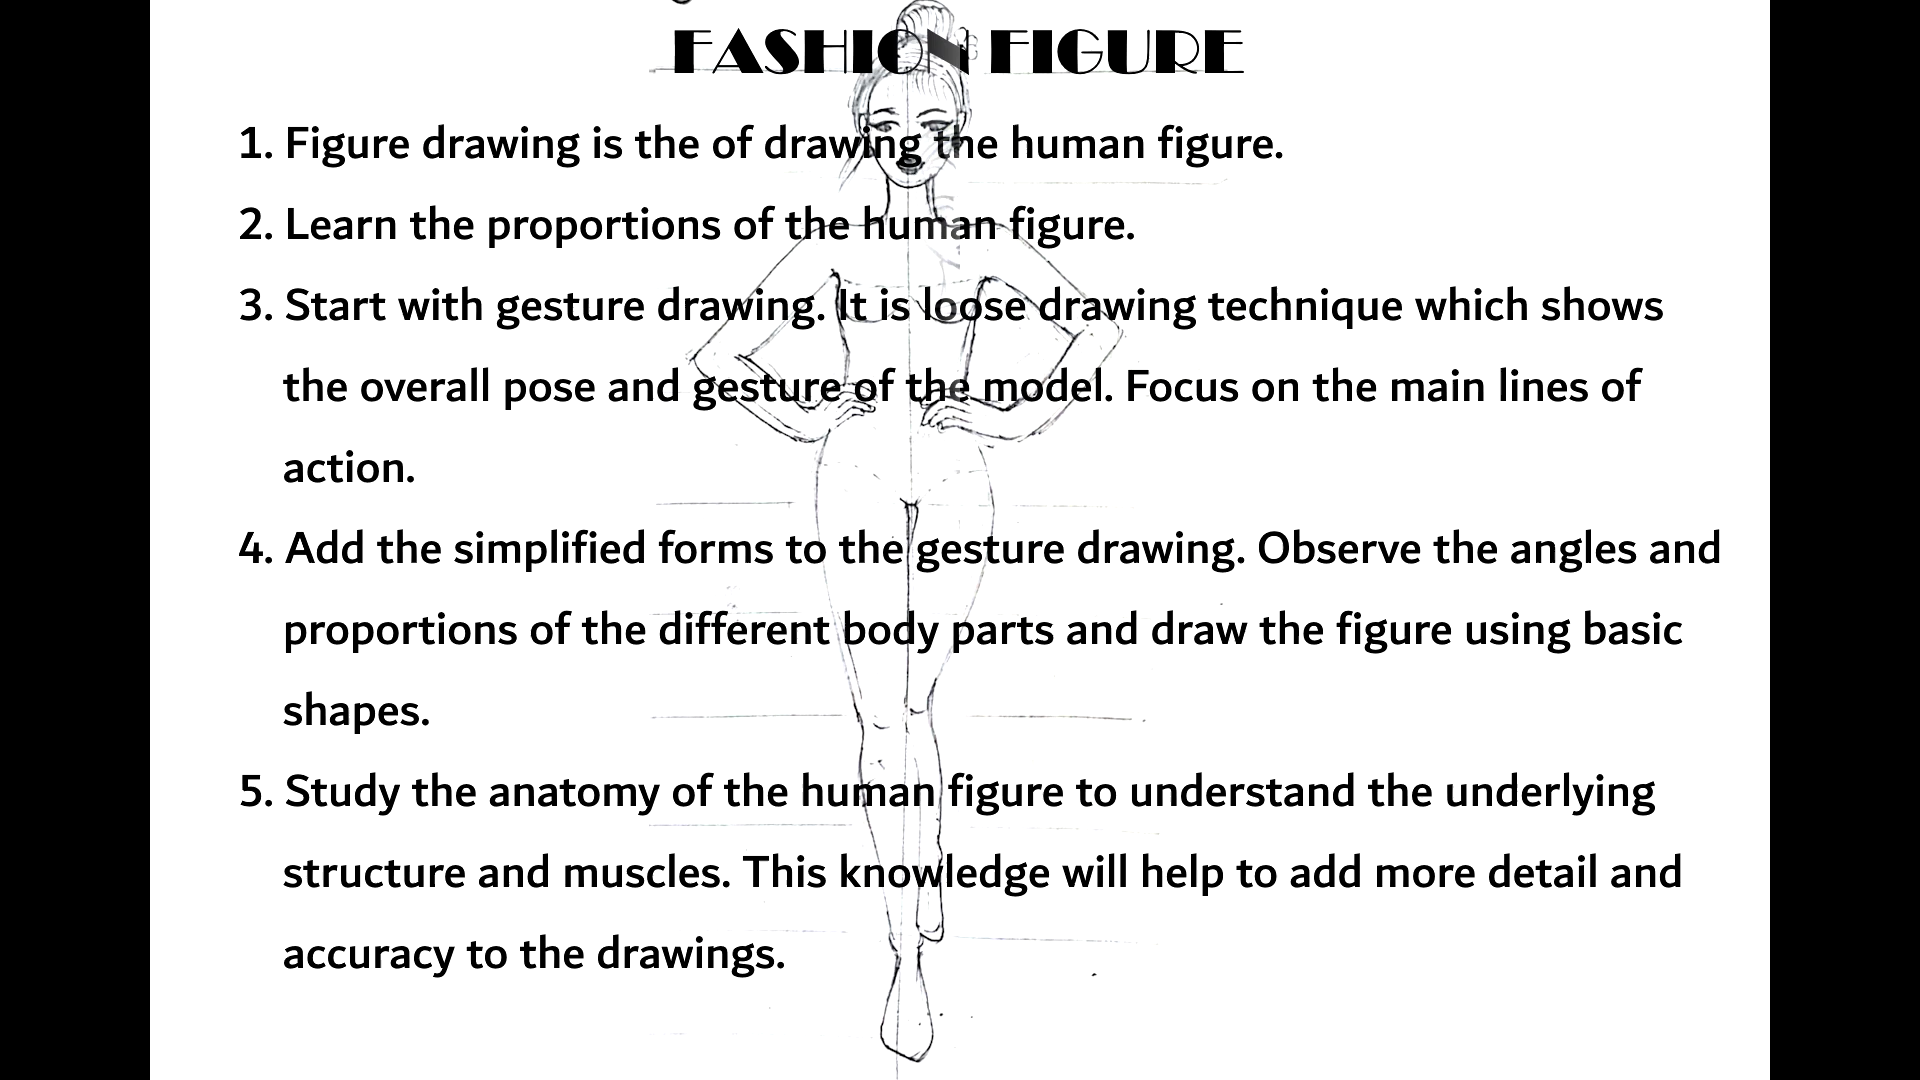 FASHION FIGURE
1. Figure drawing is the of drawing the human figure.
2. Learn the proportions of the human figure.
3. Start with gesture drawing. It is loose drawing technique which shows
the overall pose and gesture of the model. Focus on the main lines of
action.
4. Add the simplified forms to the gesture drawing. Observe the angles and
proportions of the different body parts and draw the figure using basic
shapes.
5. Study the anatomy of the human figure to understand the underlying
structure and muscles. This knowledge will help to add more detail and
accuracy to the drawings.